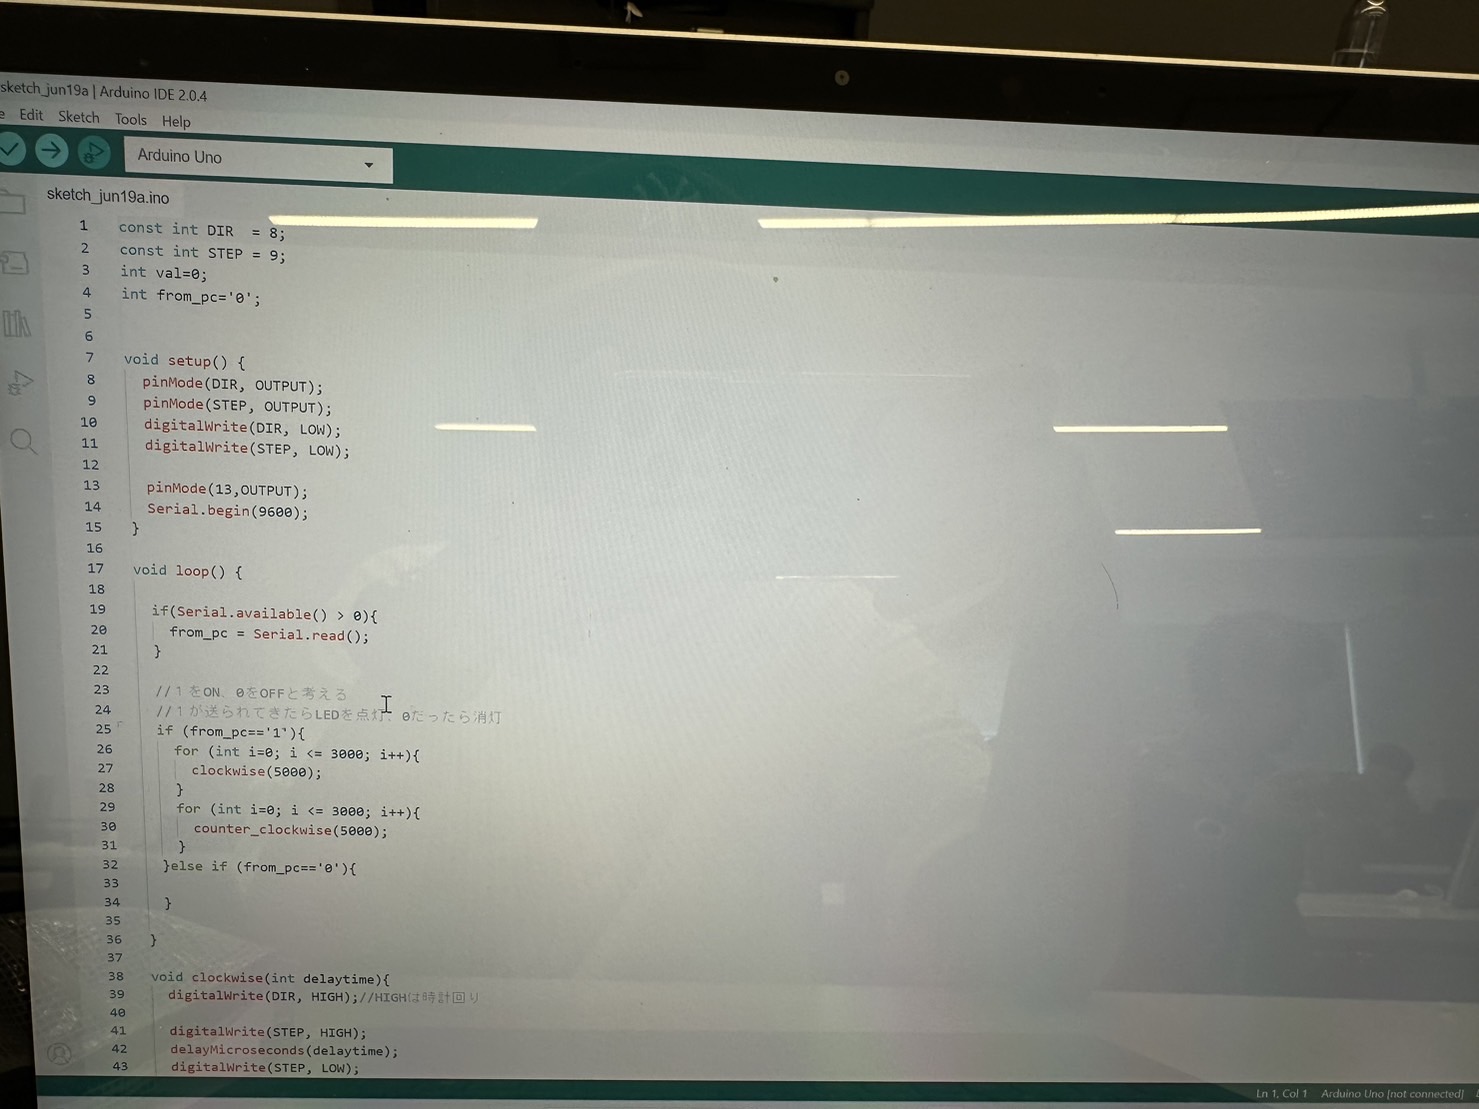 sketch_jun19a | Arduino IDE 2.0.4
Edit Sketch Tools Help
Arduino Uno
sketch_jun19a.ino
1 const int DIR  = 8;
2 const int STEP = 9;
3 int val=0;
4 int from_pc='0';
5
6
7 void setup() {
8 pinMode(DIR, OUTPUT);
9 pinMode(STEP, OUTPUT);
10 digitalWrite(DIR, LOW);
11 digitalWrite(STEP, LOW);
12
13 pinMode(13,OUTPUT);
14 Serial.begin(9600);
15 }
16
17 void loop() {
18
19 if(Serial.available() > 0){
20 from_pc = Serial.read();
21 }
22
23 //１をON、0をOFFと考える
24 //１が送られてきたらLEDを点灯、0だったら消灯
25 if (from_pc=='1'){
26 for (int i=0; i <= 3000; i++){
27 clockwise(5000);
28 }
29 for (int i=0; i <= 3000; i++){
30 counter_clockwise(5000);
31 }
32 }else if (from_pc=='0'){
33
34 }
35
36 }
37
38 void clockwise(int delaytime){
39 digitalWrite(DIR, HIGH);//HIGHは時計回り
40
41 digitalWrite(STEP, HIGH);
42 delayMicroseconds(delaytime);
43 digitalWrite(STEP, LOW);
Ln 1, Col 1 Arduino Uno [not connected]